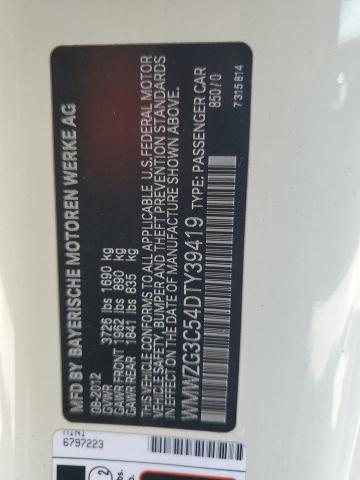 MFD BY BAYERISCHE MOTOREN WERKE AG
08-2012
GVWR 3726 lbs 1690 kg
GAWR FRONT 1962 lbs 890 kg
GAWR REAR 1841 lbs 835 kg
THIS VEHICLE CONFORMS TO ALL APPLICABLE U.S.FEDERAL MOTOR
VEHICLE SAFETY, BUMPER AND THEFT PREVENTION STANDARDS
IN EFFECT ON THE DATE OF MANUFACTURE SHOWN ABOVE.
WMWZG3C54DTY39419 TYPE: PASSENGER CAR
850/0
7315814
MINI
6797223
2
lbs.